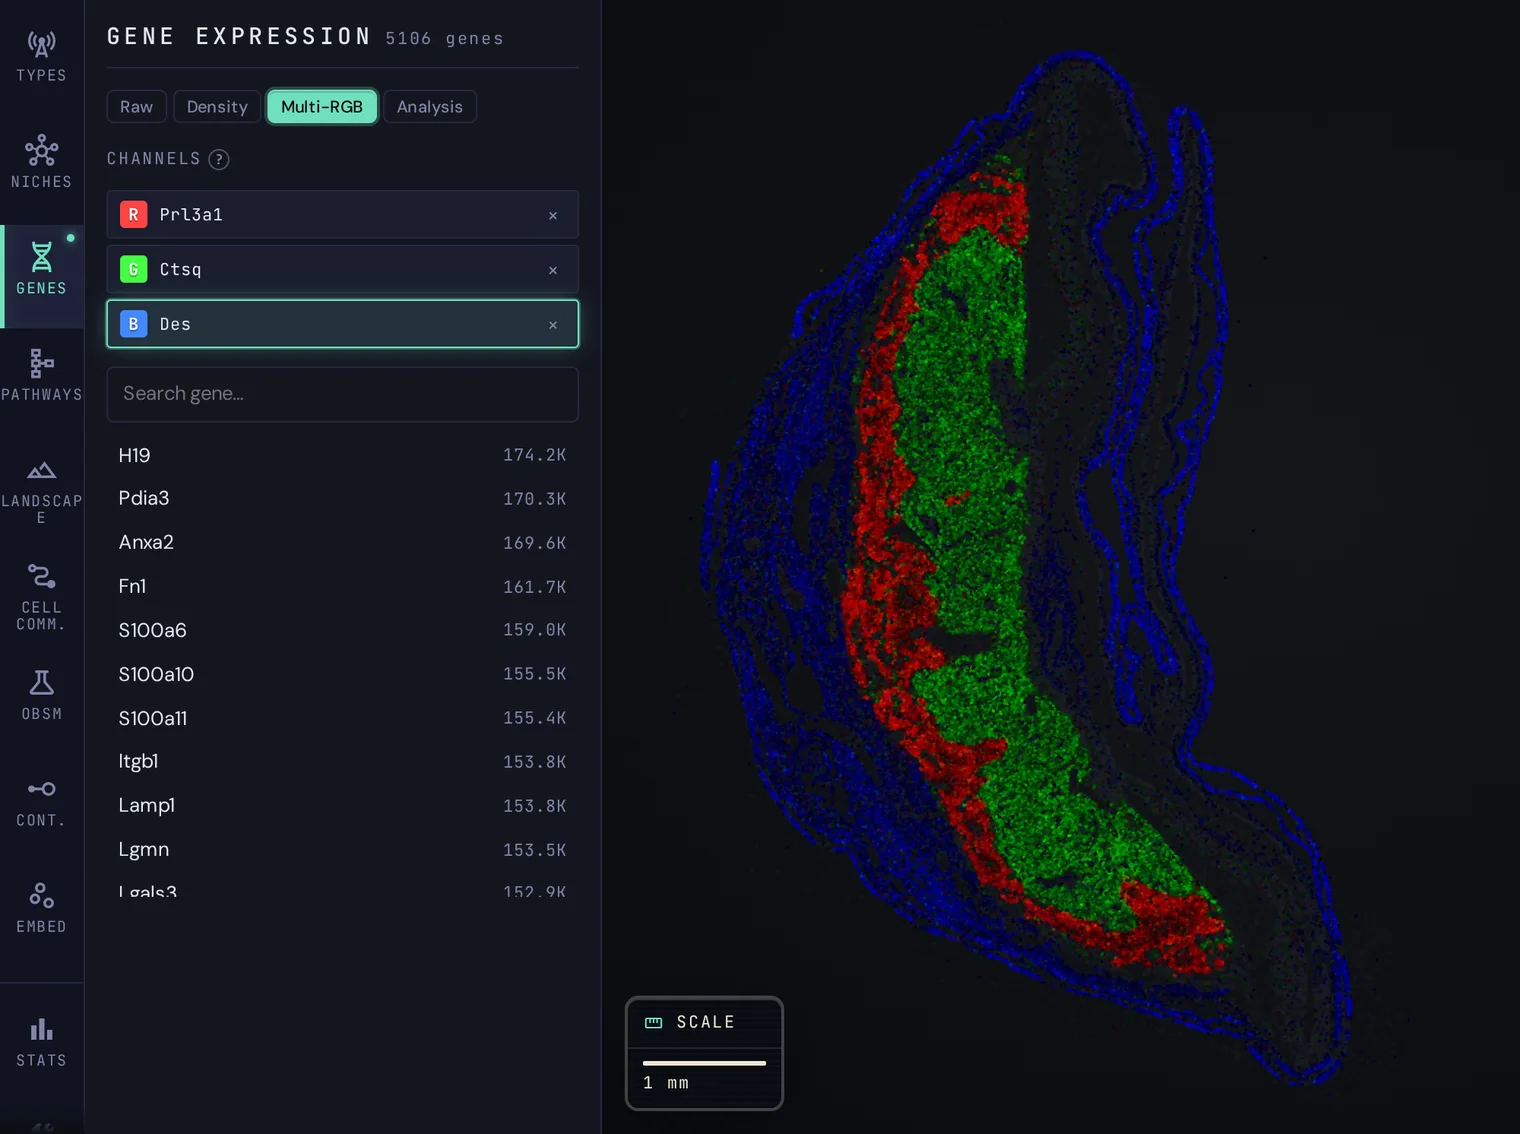 TYPES
NICHES
GENES
PATHWAYS
LANDSCAP
E
CELL
COMM.
OBSM
CONT.
EMBED
STATS
GENE EXPRESSION 5106 genes
Raw Density Multi-RGB Analysis
CHANNELS ?
R Prl3a1 ×
G Ctsq ×
B Des ×
Search gene...
H19 174.2K
Pdia3 170.3K
Anxa2 169.6K
Fn1 161.7K
S100a6 159.0K
S100a10 155.5K
S100a11 155.4K
Itgb1 153.8K
Lamp1 153.8K
Lgmn 153.5K
Lgals3 152.9K
SCALE
1 mm